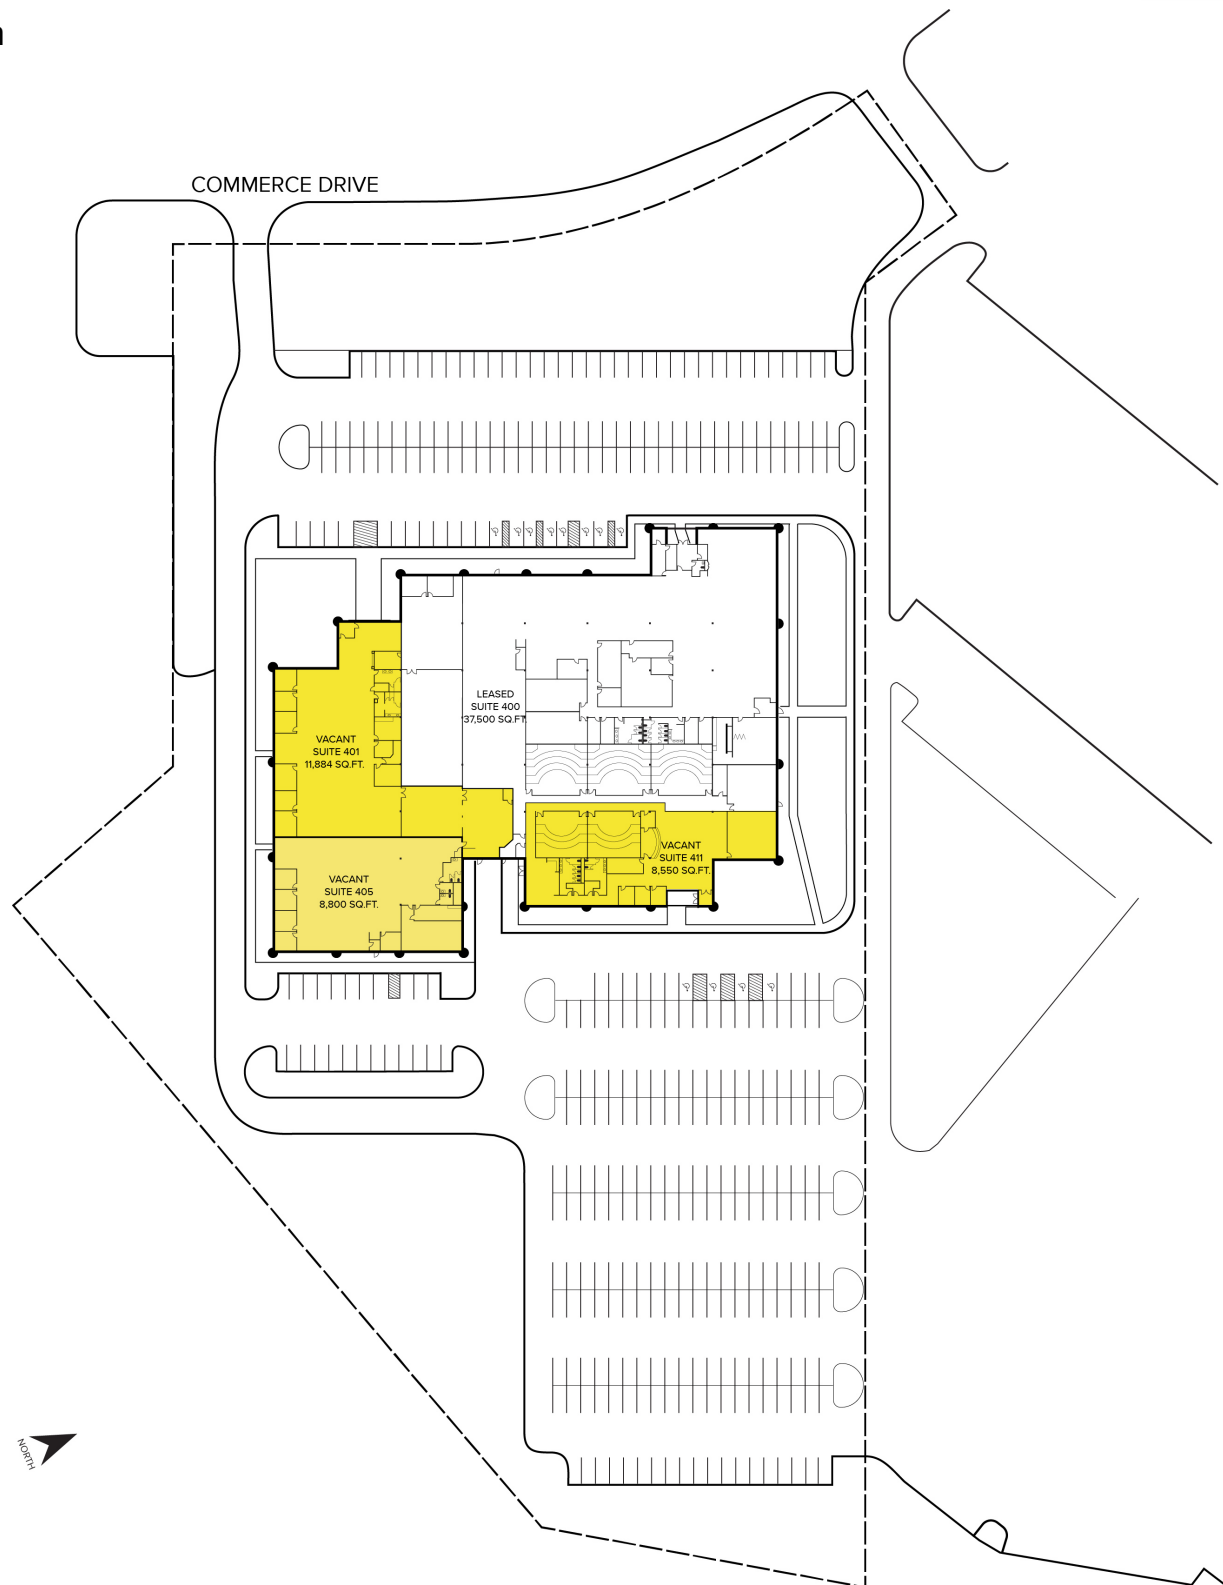 COMMERCE DRIVE
LEASED
SUITE 400
37,500 SQ.FT.
VACANT
SUITE 401
11,884 SQ.FT.
VACANT
SUITE 411
8,550 SQ.FT.
VACANT
SUITE 405
8,800 SQ.FT.
NORTH